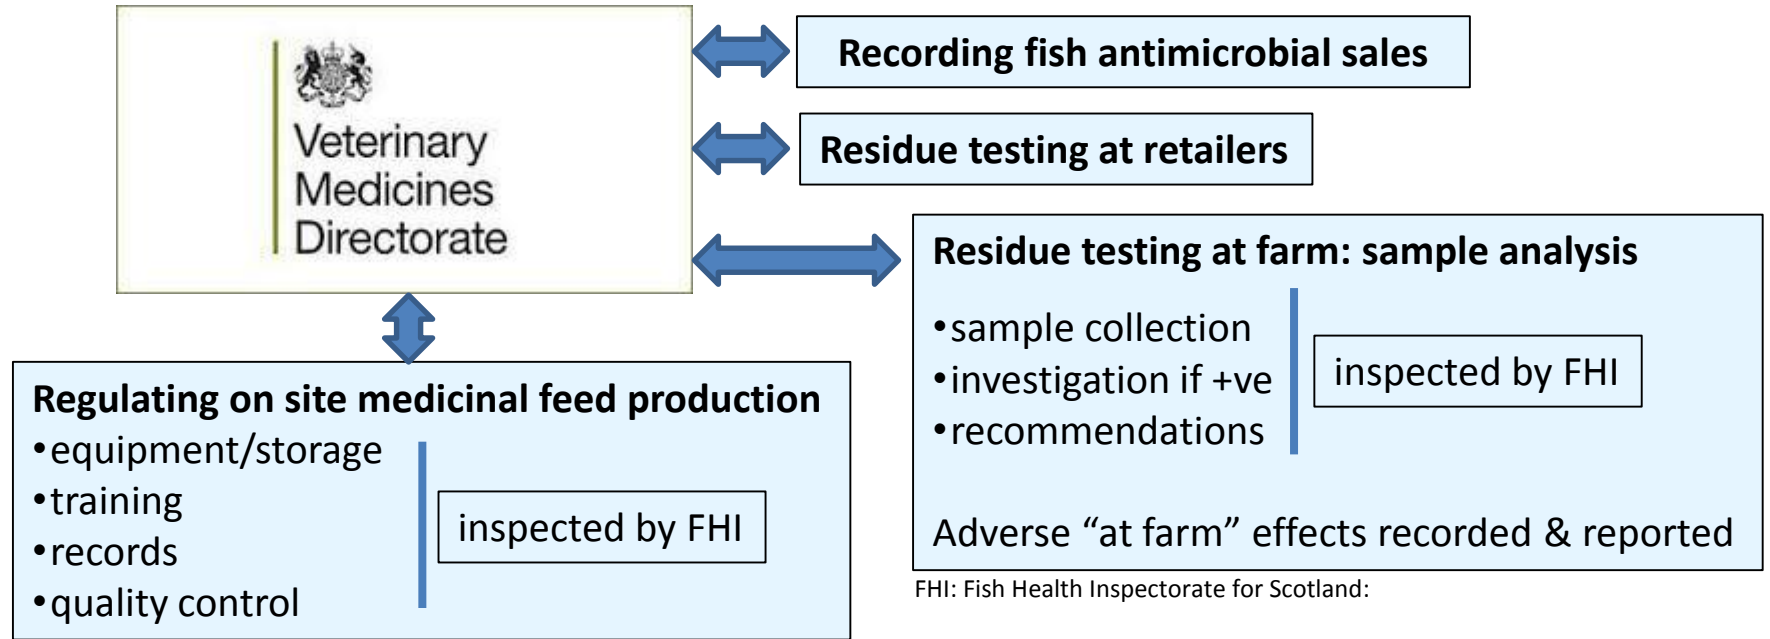 Veterinary
Medicines
Directorate
Recording fish antimicrobial sales
Residue testing at retailers
Residue testing at farm: sample analysis
•sample collection
•investigation if +ve
•recommendations
inspected by FHI
Adverse “at farm” effects recorded & reported
FHI: Fish Health Inspectorate for Scotland:
Regulating on site medicinal feed production
•equipment/storage
•training
•records
•quality control
inspected by FHI